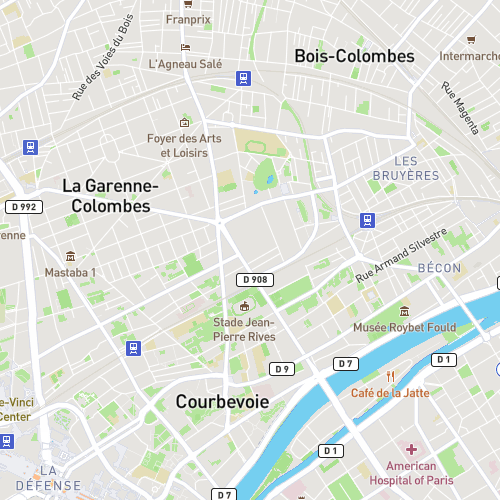 Franprix
L'Agneau Salé
Bois-Colombes
Intermarché
Rue des Voies du Bois
Rue Magenta
Foyer des Arts
et Loisirs
LES
BRUYÈRES
La Garenne-
Colombes
D 992
enne
Mastaba 1
Rue Armand Silvestre
BÉCON
D 908
Stade Jean-
Pierre Rives
Musée Roybet Fould
D 7
D 1
D 9
Café de la Jatte
e-Vinci
Center
Courbevoie
D 1
American
Hospital of Paris
LA
DÉFENSE
D 7